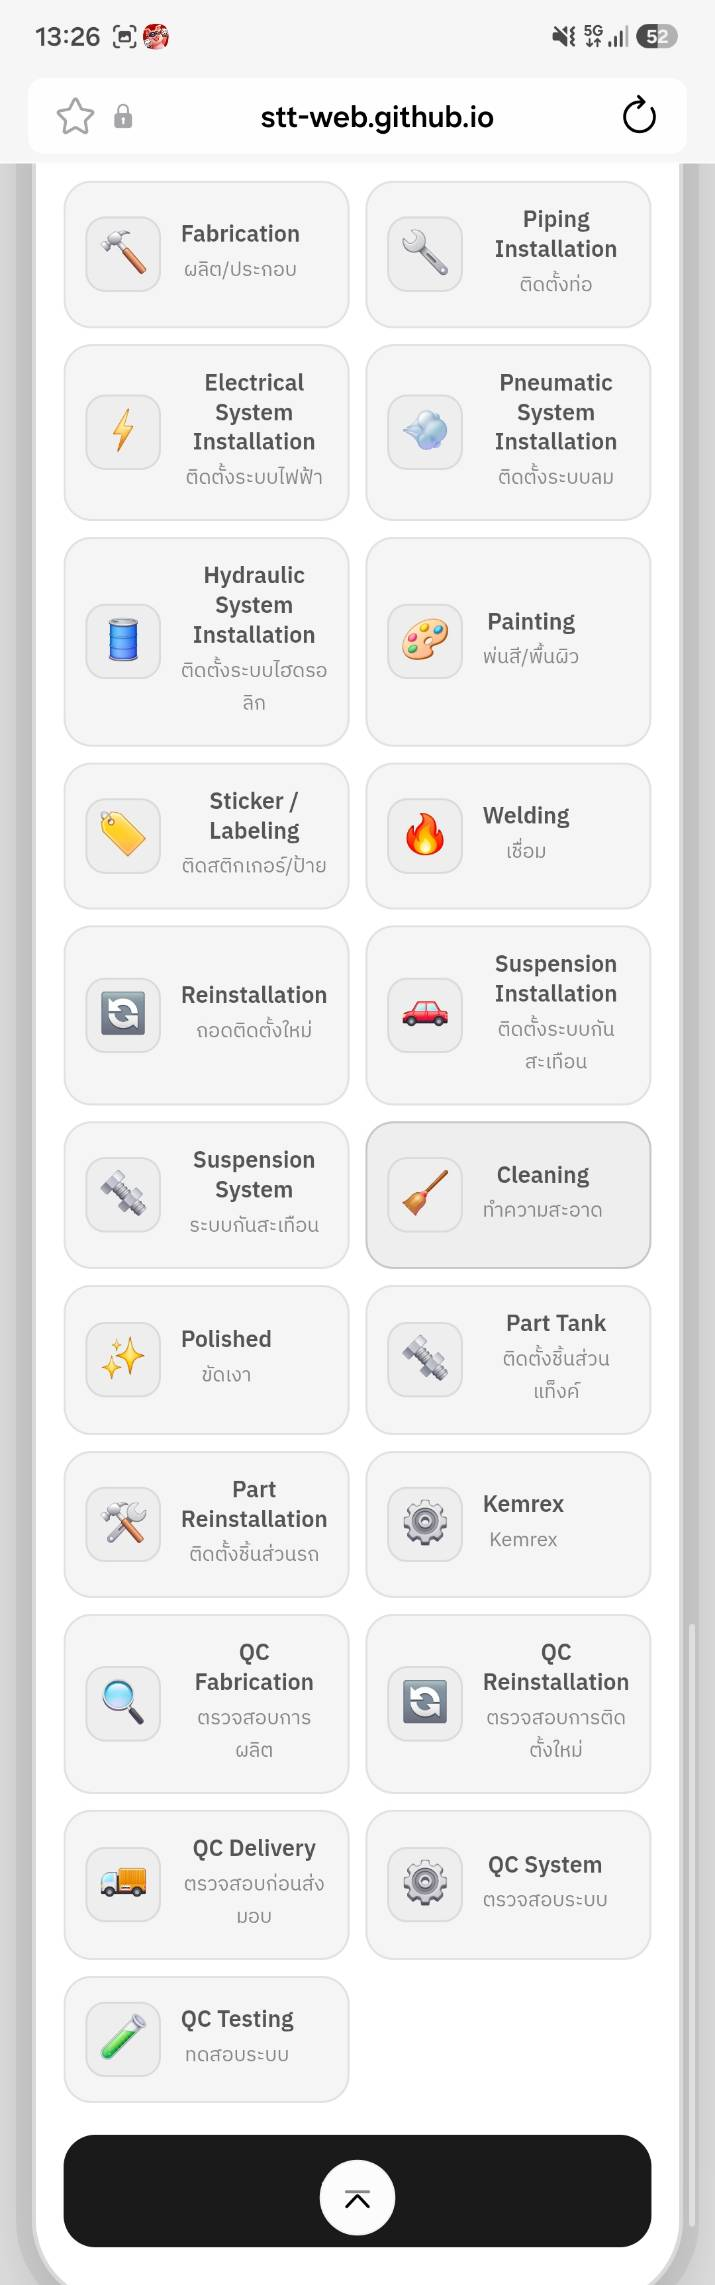 13:26
5G
52
stt-web.github.io
Fabrication
ผลิต/ประกอบ
Piping
Installation
ติดตั้งท่อ
Electrical
System
Installation
ติดตั้งระบบไฟฟ้า
Pneumatic
System
Installation
ติดตั้งระบบลม
Hydraulic
System
Installation
ติดตั้งระบบไฮดรอ
ลิก
Painting
พ่นสี/พื้นผิว
Sticker /
Labeling
ติดสติกเกอร์/ป้าย
Welding
เชื่อม
Reinstallation
ถอดติดตั้งใหม่
Suspension
Installation
ติดตั้งระบบกัน
สะเทือน
Suspension
System
ระบบกันสะเทือน
Cleaning
ทำความสะอาด
Polished
ขัดเงา
Part Tank
ติดตั้งชิ้นส่วน
แท็งค์
Part
Reinstallation
ติดตั้งชิ้นส่วนรถ
Kemrex
Kemrex
QC
Fabrication
ตรวจสอบการ
ผลิต
QC
Reinstallation
ตรวจสอบการติด
ตั้งใหม่
QC Delivery
ตรวจสอบก่อนส่ง
มอบ
QC System
ตรวจสอบระบบ
QC Testing
ทดสอบระบบ